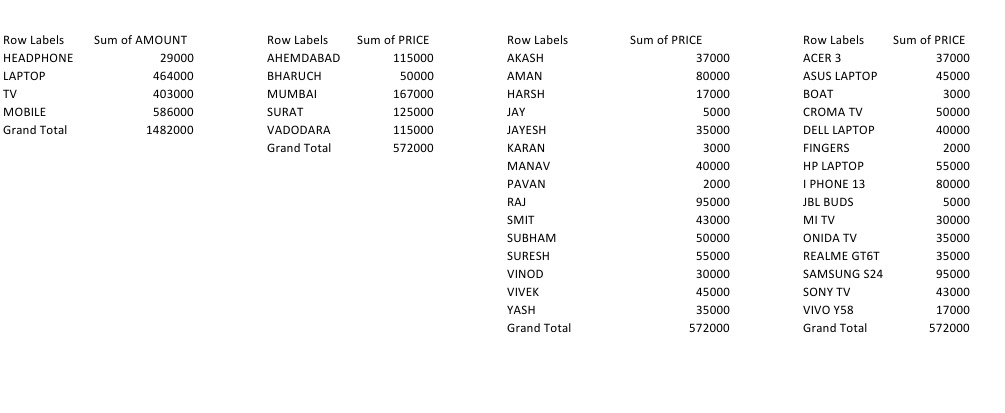 Row Labels Sum of AMOUNT
HEADPHONE 29000
LAPTOP 464000
TV 403000
MOBILE 586000
Grand Total 1482000
Row Labels Sum of PRICE
AHEMDABAD 115000
BHARUCH 50000
MUMBAI 167000
SURAT 125000
VADODARA 115000
Grand Total 572000
Row Labels Sum of PRICE
AKASH 37000
AMAN 80000
HARSH 17000
JAY 5000
JAYESH 35000
KARAN 3000
MANAV 40000
PAVAN 2000
RAJ 95000
SMIT 43000
SUBHAM 50000
SURESH 55000
VINOD 30000
VIVEK 45000
YASH 35000
Grand Total 572000
Row Labels Sum of PRICE
ACER 3 37000
ASUS LAPTOP 45000
BOAT 3000
CROMA TV 50000
DELL LAPTOP 40000
FINGERS 2000
HP LAPTOP 55000
I PHONE 13 80000
JBL BUDS 5000
MI TV 30000
ONIDA TV 35000
REALME GT6T 35000
SAMSUNG S24 95000
SONY TV 43000
VIVO Y58 17000
Grand Total 572000